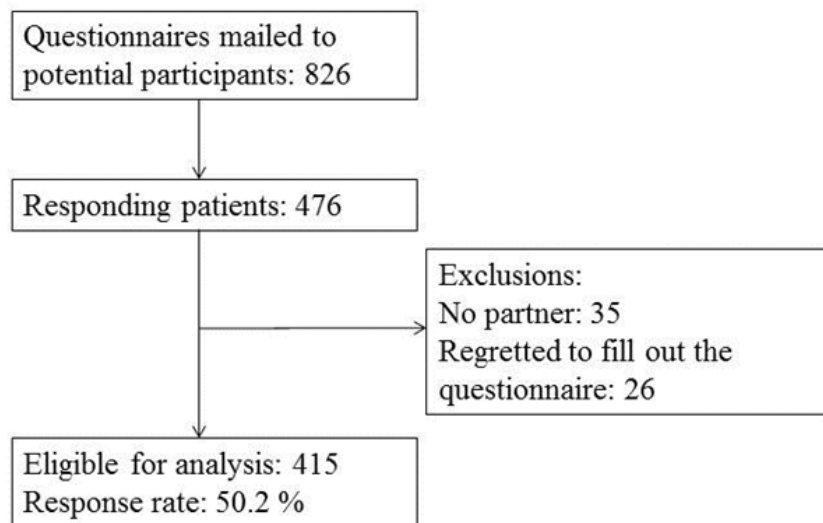 Questionnaires mailed to
potential participants: 826
Responding patients: 476
Exclusions:
No partner: 35
Regretted to fill out the
questionnaire: 26
Eligible for analysis: 415
Response rate: 50.2 %